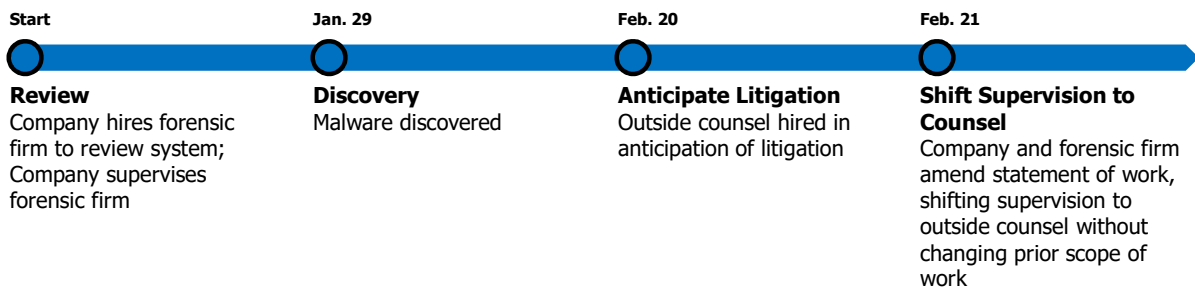 Start
Jan. 29
Feb. 20
Feb. 21
Review
Company hires forensic
firm to review system;
Company supervises
forensic firm
Discovery
Malware discovered
Anticipate Litigation
Outside counsel hired in
anticipation of litigation
Shift Supervision to
Counsel
Company and forensic firm
amend statement of work,
shifting supervision to
outside counsel without
changing prior scope of
work